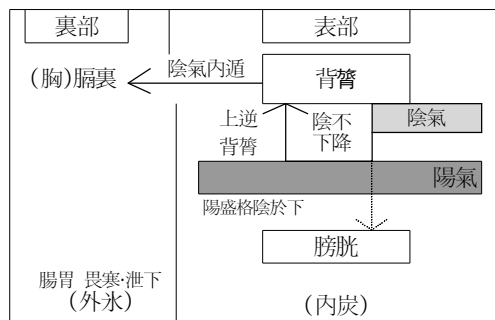 裏部
表部
(胸)膈裏
陰氣內遁
背膂
上逆
背膂
陰不
下降
陰氣
陽氣
陽盛格陰於下
膀胱
腸胃 畏寒·泄下
(外氷)
(內炭)